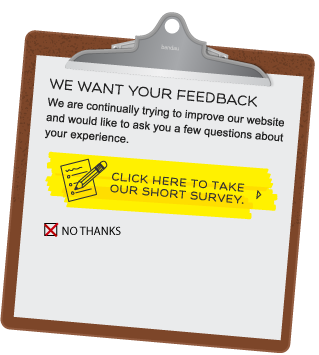 WE WANT YOUR FEEDBACK
We are continually trying to improve our website
and would like to ask you a few questions about
your experience.
CLICK HERE TO TAKE
OUR SHORT SURVEY.
NO THANKS